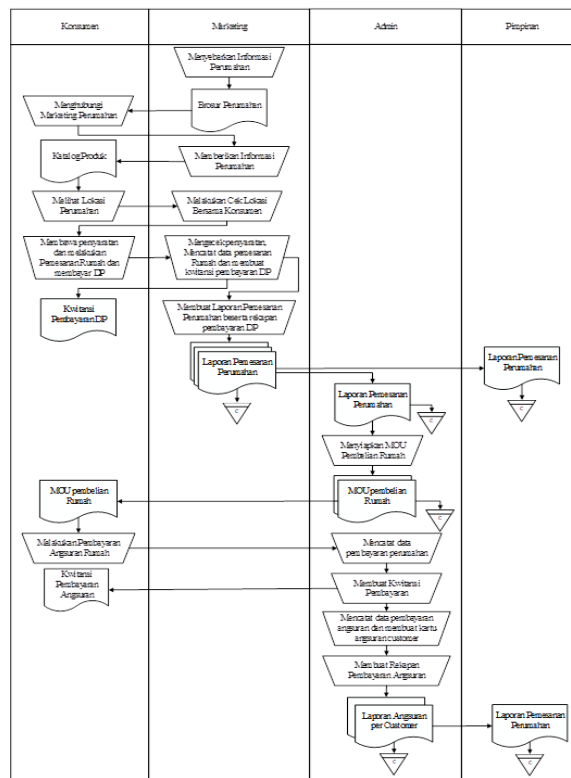 Konsumen
Marketing
Admin
Pimpinan
Menyebarkan Informasi
Perumahan
Brosur Perumahan
Menghubungi
Marketing Perumahan
Katalog Produk
Memberikan Informasi
Perumahan
Melihat Lokasi
Perumahan
Melakukan Cek Lokasi
Bersama Konsumen
Membawa persyaratan
dan melakukan
Pemesanan Rumah dan
membayar DP
Mengecek persyaratan,
Mencatat data pemesanan
Rumah dan membuat
kwitansi pembayaran DP
Kwitansi
Pembayaran DP
Membuat Laporan Pemesanan
Perumahan beserta rekapan
pembayaran DP
Laporan Pemesanan
Perumahan
C
Laporan Pemesanan
Perumahan
C
Laporan Pemesanan
Perumahan
C
Menyiapkan MOU
Pembelian Rumah
MOU pembelian
Rumah
MOU pembelian
Rumah
C
Melakukan Pembayaran
Angsuran Rumah
Mencatat data
pembayaran perumahan
Kwitansi
Pembayaran
Angsuran
Membuat Kwitansi
Pembayaran
Mencatat data pembayaran
angsuran dan membuat kartu
angsuran customer
Membuat Rekapan
Pembayaran Angsuran
Laporan Angsuran
per Customer
C
Laporan Pemesanan
Perumahan
C